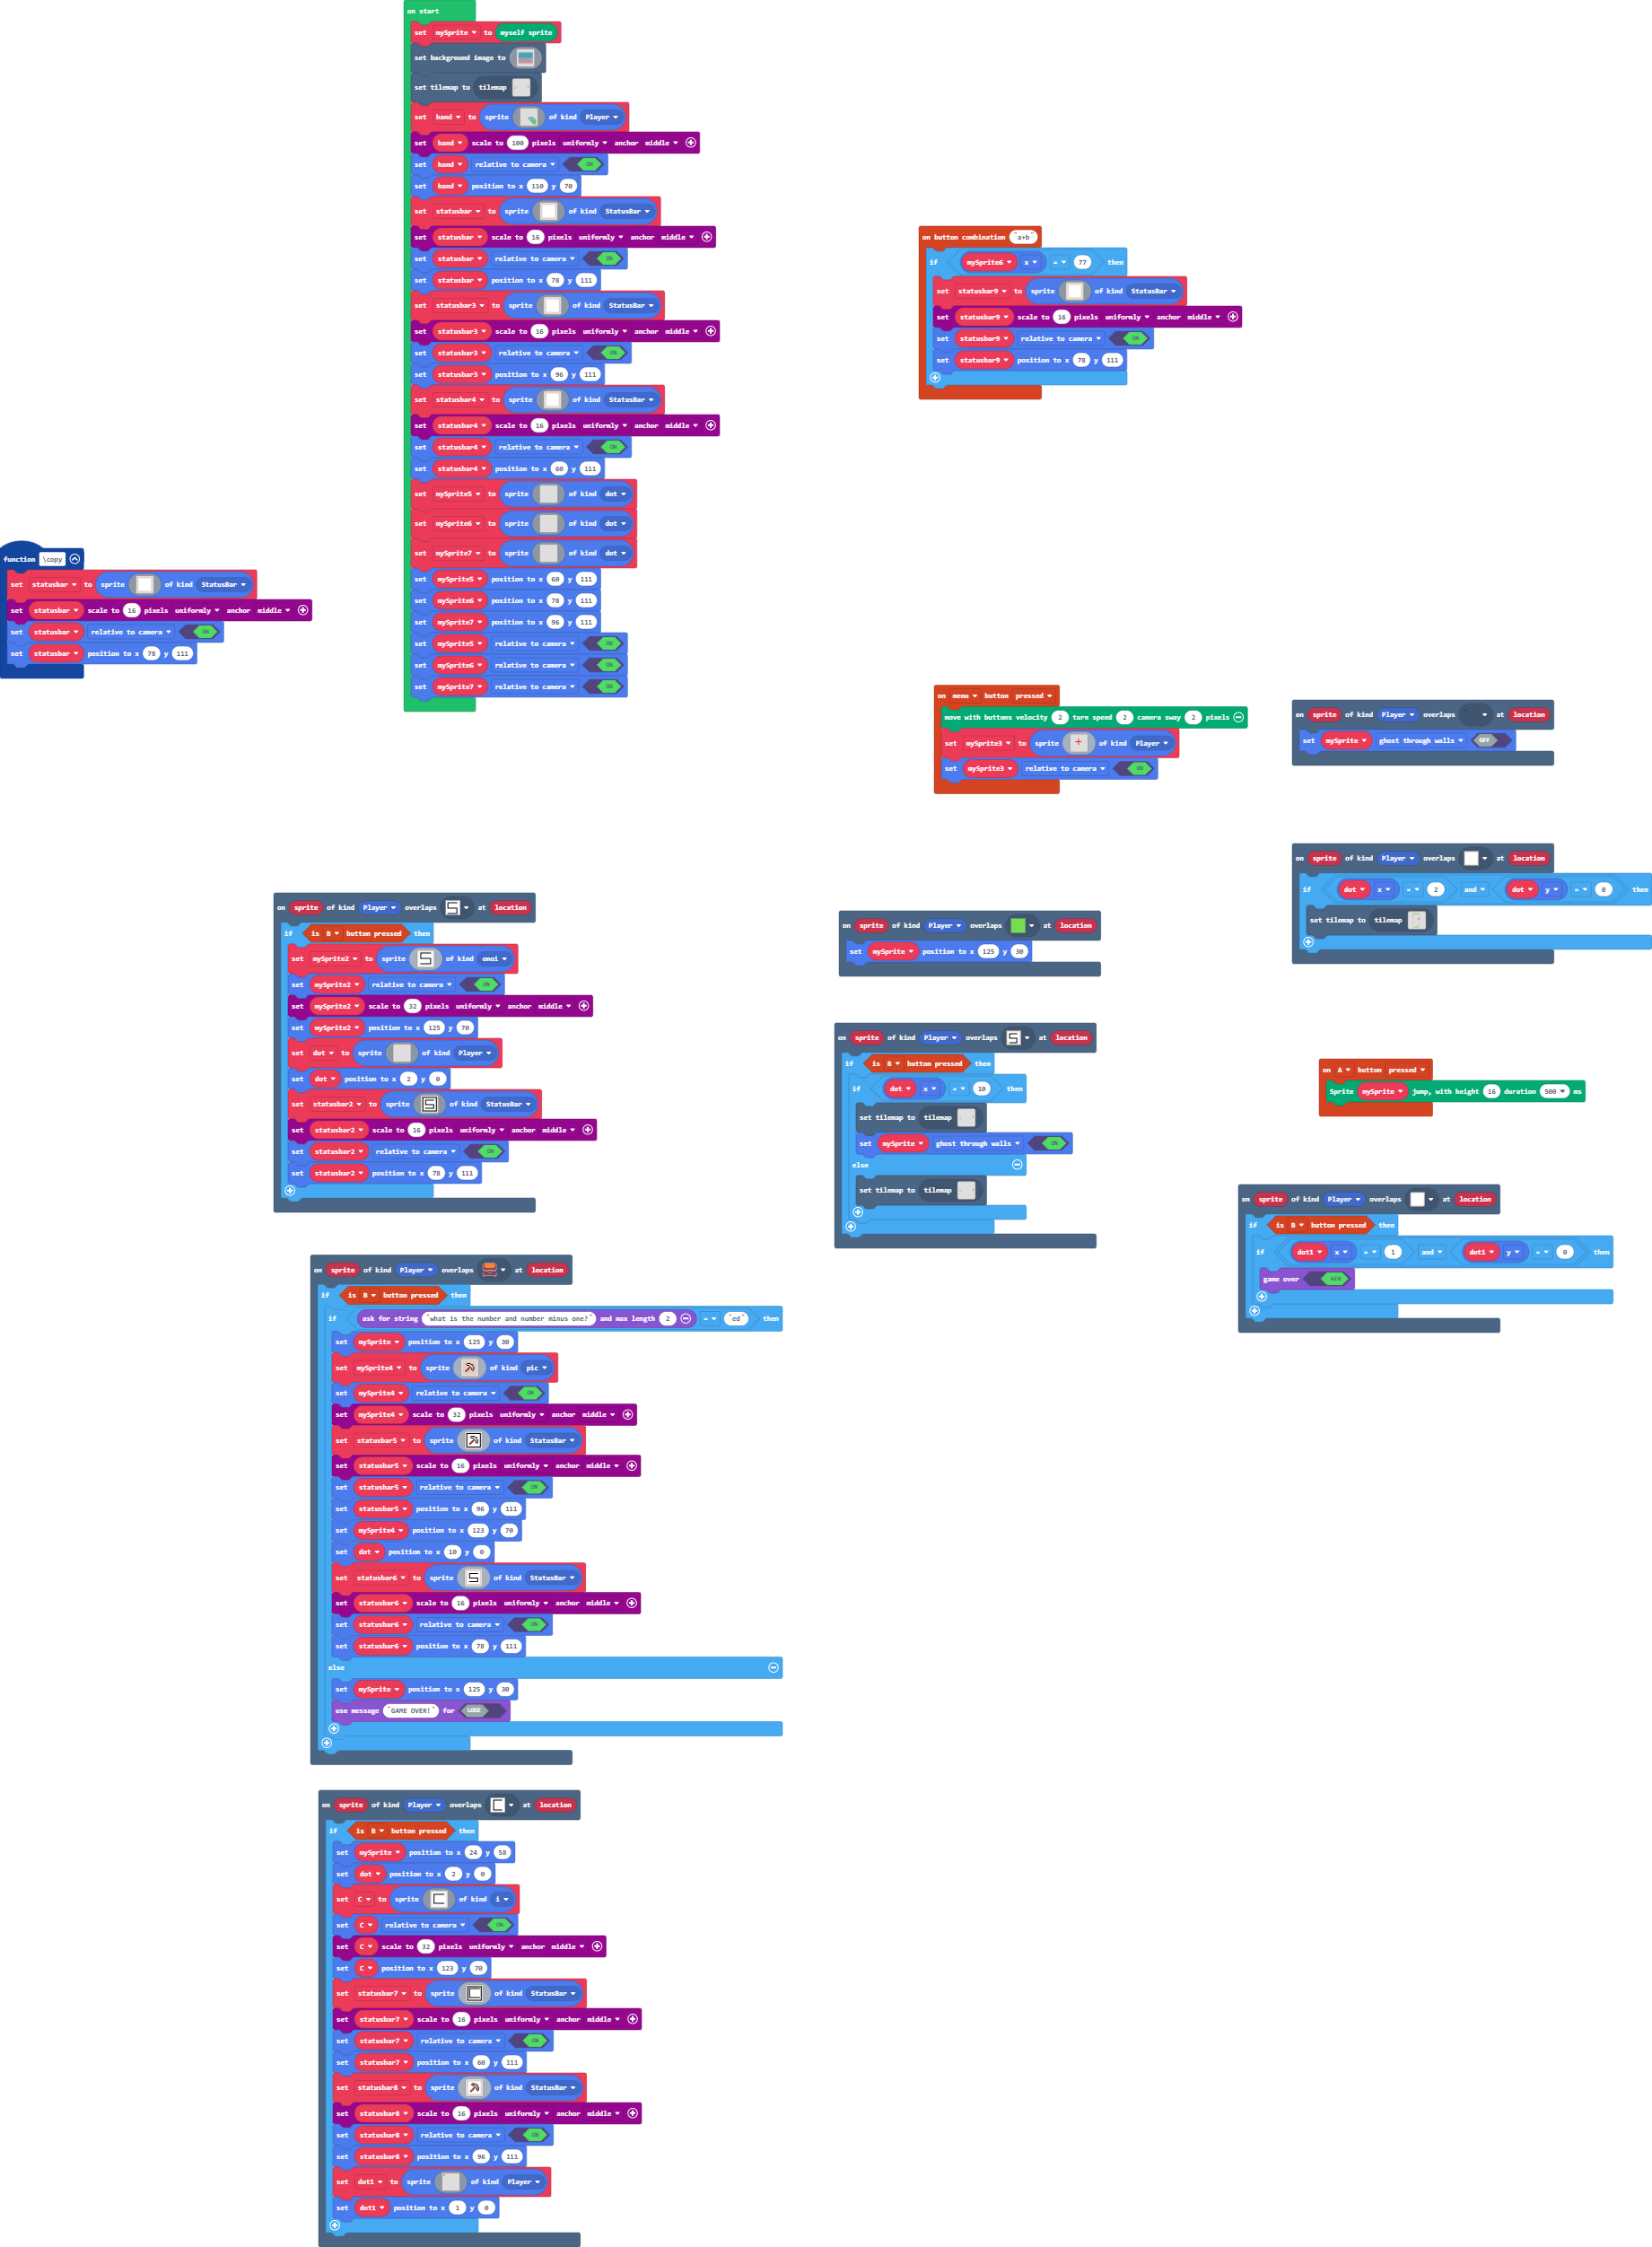 on start
set mySprite to myself sprite
set background image to
set tilemap to tilemap
set hand to sprite of kind Player
set hand scale to 100 pixels uniformly anchor middle
set hand relative to camera ON
set hand position to x 110 y 70
set statusbar to sprite of kind StatusBar
set statusbar scale to 16 pixels uniformly anchor middle
set statusbar relative to camera ON
set statusbar position to x 78 y 111
set statusbar3 to sprite of kind StatusBar
set statusbar3 scale to 16 pixels uniformly anchor middle
set statusbar3 relative to camera ON
set statusbar3 position to x 96 y 111
set statusbar4 to sprite of kind StatusBar
set statusbar4 scale to 16 pixels uniformly anchor middle
set statusbar4 relative to camera ON
set statusbar4 position to x 60 y 111
set mySprite5 to sprite of kind dot
set mySprite6 to sprite of kind dot
set mySprite7 to sprite of kind dot
set mySprite5 position to x 60 y 111
set mySprite6 position to x 78 y 111
set mySprite7 position to x 96 y 111
set mySprite5 relative to camera ON
set mySprite6 relative to camera ON
set mySprite7 relative to camera ON
on button combination "a+b"
if mySprite6 x = 77 then
set statusbar9 to sprite of kind StatusBar
set statusbar9 scale to 16 pixels uniformly anchor middle
set statusbar9 relative to camera ON
set statusbar9 position to x 78 y 111
function \copy
set statusbar to sprite of kind StatusBar
set statusbar scale to 16 pixels uniformly anchor middle
set statusbar relative to camera ON
set statusbar position to x 78 y 111
on menu button pressed
move with buttons velocity 2 turn speed 2 camera sway 2 pixels
set mySprite3 to sprite of kind Player
set mySprite3 relative to camera ON
on sprite of kind Player overlaps at location
set mySprite ghost through walls OFF
on sprite of kind Player overlaps at location
if dot x = 2 and dot y = 0 then
set tilemap to tilemap
on sprite of kind Player overlaps S at location
if is B button pressed then
set mySprite2 to sprite S of kind onoi
set mySprite2 relative to camera ON
set mySprite2 scale to 32 pixels uniformly anchor middle
set mySprite2 position to x 125 y 70
set dot to sprite of kind Player
set dot position to x 2 y 0
set statusbar2 to sprite S of kind StatusBar
set statusbar2 scale to 16 pixels uniformly anchor middle
set statusbar2 relative to camera ON
set statusbar2 position to x 78 y 111
on sprite of kind Player overlaps at location
set mySprite position to x 125 y 30
on sprite of kind Player overlaps S at location
if is B button pressed then
if dot x = 10 then
set tilemap to tilemap
set mySprite ghost through walls ON
else
set tilemap to tilemap
on A button pressed
Sprite mySprite jump, with height 16 duration 500 ms
on sprite of kind Player overlaps at location
if is B button pressed then
if dot1 x = 1 and dot1 y = 0 then
game over WIN
on sprite of kind Player overlaps at location
if is B button pressed then
if ask for string "what is the number and number minus one?" and max length 2 = "ed" then
set mySprite position to x 125 y 30
set mySprite4 to sprite of kind pic
set mySprite4 relative to camera ON
set mySprite4 scale to 32 pixels uniformly anchor middle
set statusbar5 to sprite of kind StatusBar
set statusbar5 scale to 16 pixels uniformly anchor middle
set statusbar5 relative to camera ON
set statusbar5 position to x 96 y 111
set mySprite4 position to x 123 y 70
set dot position to x 10 y 0
set statusbar6 to sprite S of kind StatusBar
set statusbar6 scale to 16 pixels uniformly anchor middle
set statusbar6 relative to camera ON
set statusbar6 position to x 78 y 111
else
set mySprite position to x 125 y 30
use message "GAME OVER!" for LOSE
on sprite of kind Player overlaps C at location
if is B button pressed then
set mySprite position to x 24 y 58
set dot position to x 2 y 0
set C to sprite C of kind i
set C relative to camera ON
set C scale to 32 pixels uniformly anchor middle
set C position to x 123 y 70
set statusbar7 to sprite C of kind StatusBar
set statusbar7 scale to 16 pixels uniformly anchor middle
set statusbar7 relative to camera ON
set statusbar7 position to x 60 y 111
set statusbar8 to sprite of kind StatusBar
set statusbar8 scale to 16 pixels uniformly anchor middle
set statusbar8 relative to camera ON
set statusbar8 position to x 96 y 111
set dot1 to sprite of kind Player
set dot1 position to x 1 y 0